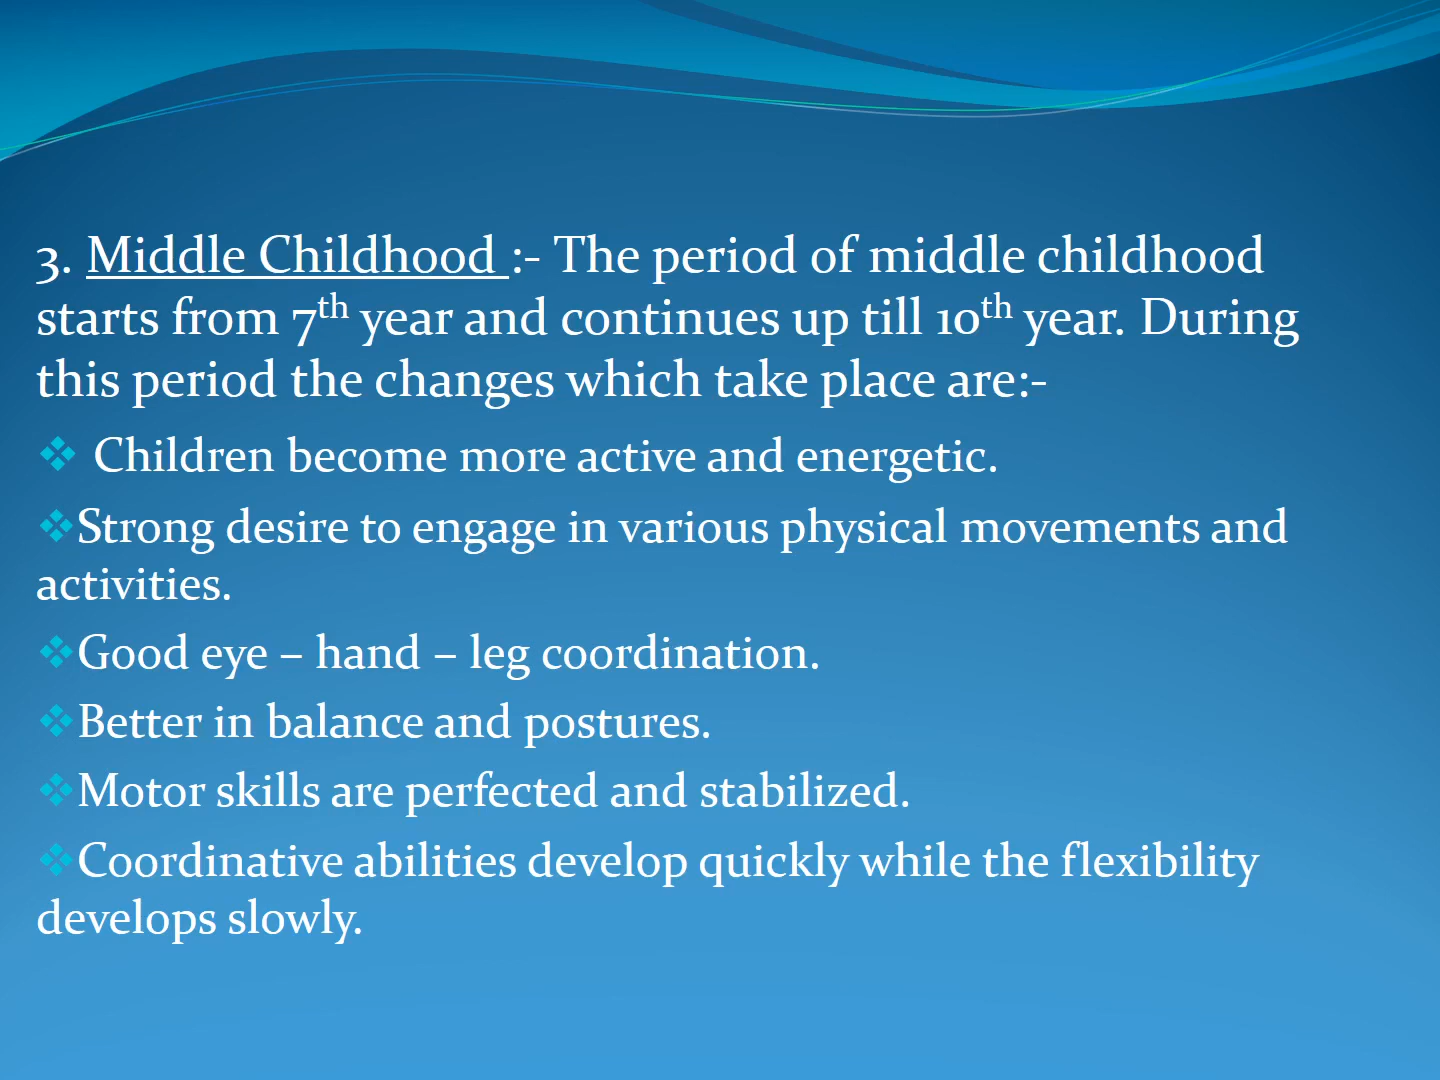 3. Middle Childhood :- The period of middle childhood
starts from 7th year and continues up till 10th year. During
this period the changes which take place are:-
❖ Children become more active and energetic.
❖Strong desire to engage in various physical movements and
activities.
❖Good eye – hand – leg coordination.
❖Better in balance and postures.
❖Motor skills are perfected and stabilized.
❖Coordinative abilities develop quickly while the flexibility
develops slowly.